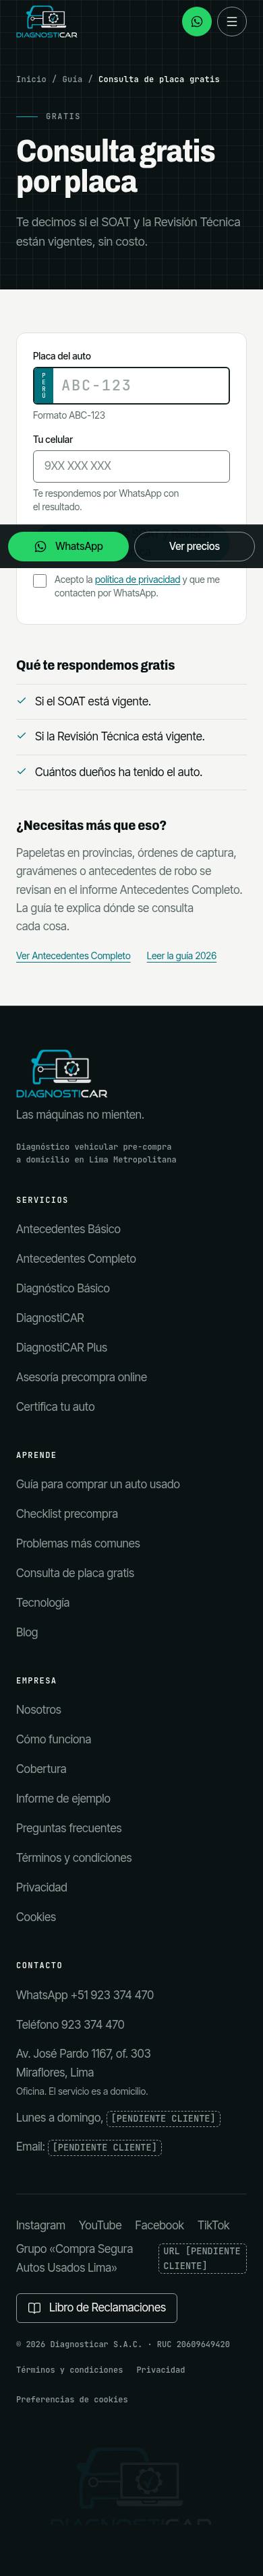 DIAGNOSTICAR
Inicio / Guía / Consulta de placa gratis
GRATIS
Consulta gratis
por placa
Te decimos si el SOAT y la Revisión Técnica
están vigentes, sin costo.
Placa del auto
PERÚ
ABC-123
Formato ABC-123
Tu celular
9XX XXX XXX
Te respondemos por WhatsApp con
el resultado.
WhatsApp
Ver precios
Acepto la política de privacidad y que me
contacten por WhatsApp.
Qué te respondemos gratis
Si el SOAT está vigente.
Si la Revisión Técnica está vigente.
Cuántos dueños ha tenido el auto.
¿Necesitas más que eso?
Papeletas en provincias, órdenes de captura,
gravámenes o antecedentes de robo se
revisan en el informe Antecedentes Completo.
La guía te explica dónde se consulta
cada cosa.
Ver Antecedentes Completo Leer la guía 2026
DIAGNOSTICAR
Las máquinas no mienten.
Diagnóstico vehicular pre-compra
a domicilio en Lima Metropolitana
SERVICIOS
Antecedentes Básico
Antecedentes Completo
Diagnóstico Básico
DiagnostiCAR
DiagnostiCAR Plus
Asesoría precompra online
Certifica tu auto
APRENDE
Guía para comprar un auto usado
Checklist precompra
Problemas más comunes
Consulta de placa gratis
Tecnología
Blog
EMPRESA
Nosotros
Cómo funciona
Cobertura
Informe de ejemplo
Preguntas frecuentes
Términos y condiciones
Privacidad
Cookies
CONTACTO
WhatsApp +51 923 374 470
Teléfono 923 374 470
Av. José Pardo 1167, of. 303
Miraflores, Lima
Oficina. El servicio es a domicilio.
Lunes a domingo, [PENDIENTE CLIENTE]
Email: [PENDIENTE CLIENTE]
Instagram YouTube Facebook TikTok
Grupo «Compra Segura
Autos Usados Lima»
URL [PENDIENTE
CLIENTE]
Libro de Reclamaciones
© 2026 Diagnosticar S.A.C. · RUC 20609649420
Términos y condiciones Privacidad
Preferencias de cookies
DIAGNOSTICAR